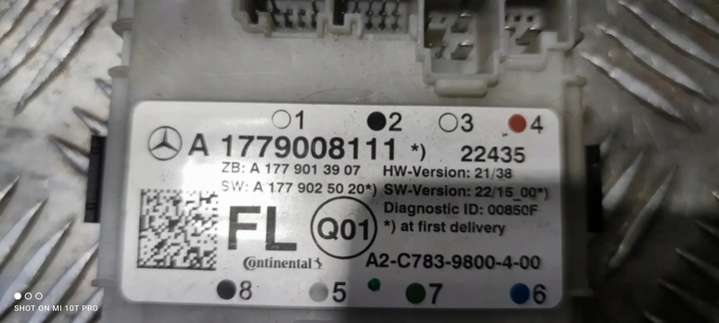 1 2 3 4
A 1779008111 *) 22435
ZB: A 177 901 39 07 HW-Version: 21/38
SW: A 177 902 50 20*) SW-Version: 22/15_00*)
Diagnostic ID: 00850F
FL Q01 *) at first delivery
Continental A2-C783-9800-4-00
8 5 7 6
SHOT ON MI 10T PRO